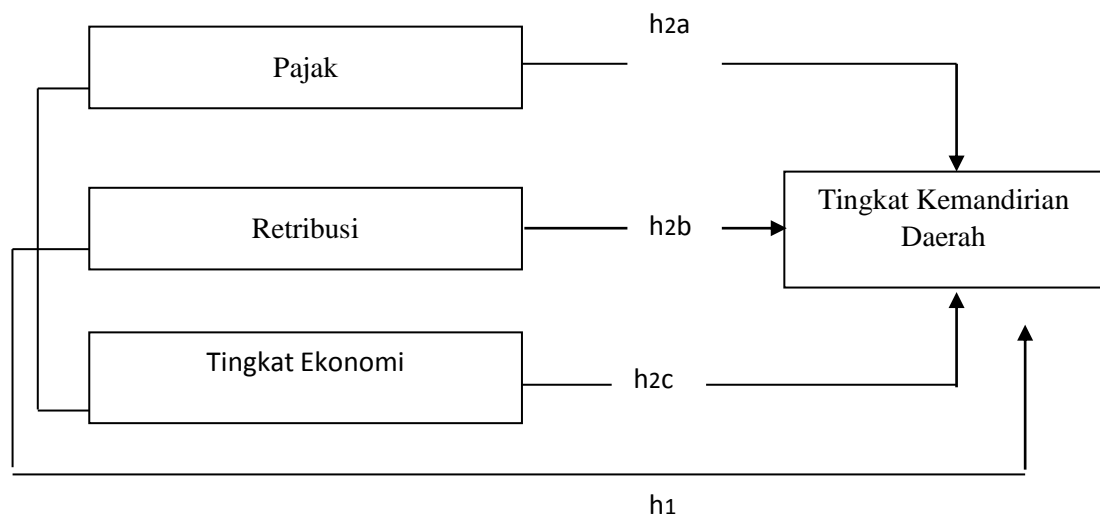 h2a
Pajak
Retribusi
h2b
Tingkat Kemandirian
Daerah
Tingkat Ekonomi
h2c
h1